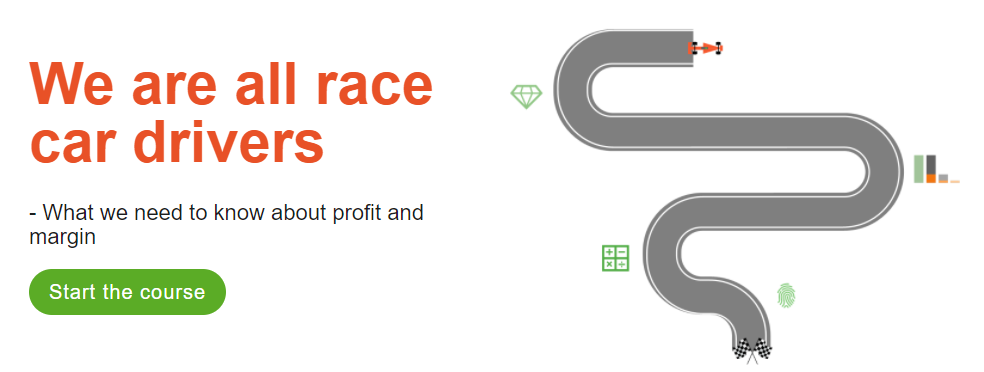 We are all race
car drivers
- What we need to know about profit and
margin
Start the course